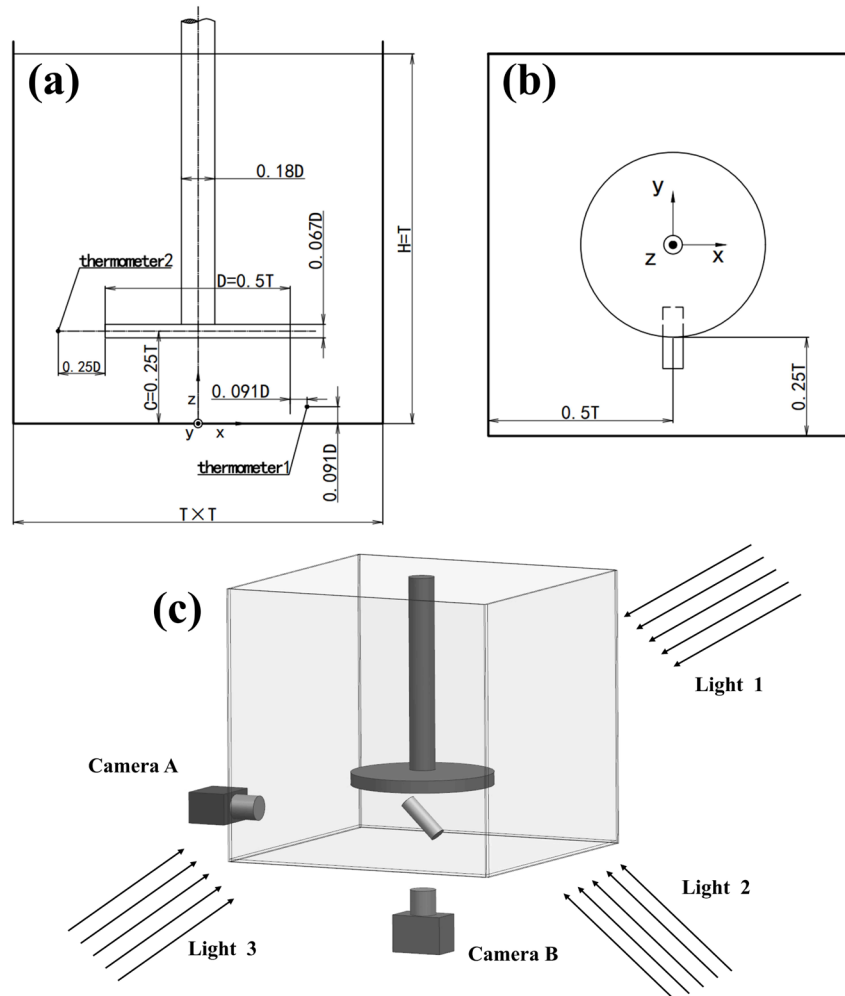 (a)
0.18D
0.067D
H=T
thermometer2
D=0.5T
0.25D
C=0.25T
z
0.091D
y
x
thermometer1
0.091D
T×T
(b)
y
z
x
0.5T
0.25T
(c)
Light 1
Camera A
Light 2
Light 3
Camera B